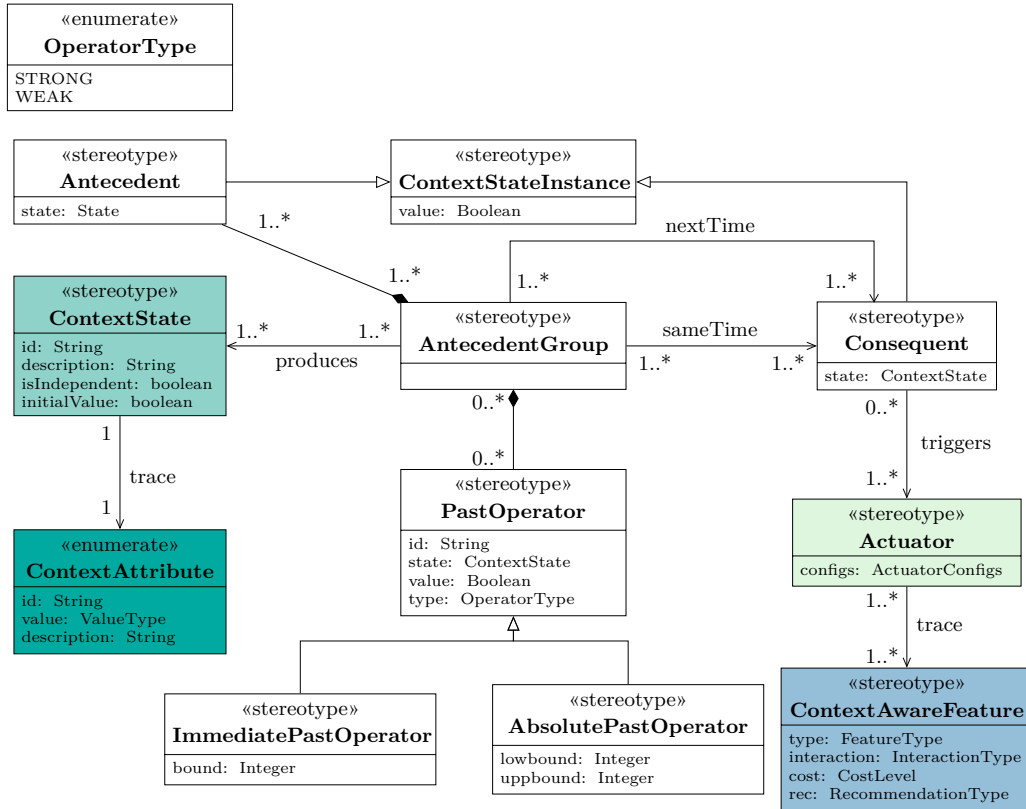 «enumerate»
OperatorType
STRONG
WEAK
«stereotype»
Antecedent
state: State
«stereotype»
ContextStateInstance
value: Boolean
1..*
nextTime
1..*
1..*
1..*
«stereotype»
ContextState
id: String
description: String
isIndependent: boolean
initialValue: boolean
1..*
1..*
produces
«stereotype»
AntecedentGroup
sameTime
1..*
1..*
«stereotype»
Consequent
state: ContextState
0..*
0..*
0..*
triggers
1..*
1
trace
1
«enumerate»
ContextAttribute
id: String
value: ValueType
description: String
«stereotype»
PastOperator
id: String
state: ContextState
value: Boolean
type: OperatorType
«stereotype»
Actuator
configs: ActuatorConfigs
1..*
trace
1..*
«stereotype»
ImmediatePastOperator
bound: Integer
«stereotype»
AbsolutePastOperator
lowbound: Integer
uppbound: Integer
«stereotype»
ContextAwareFeature
type: FeatureType
interaction: InteractionType
cost: CostLevel
rec: RecommendationType